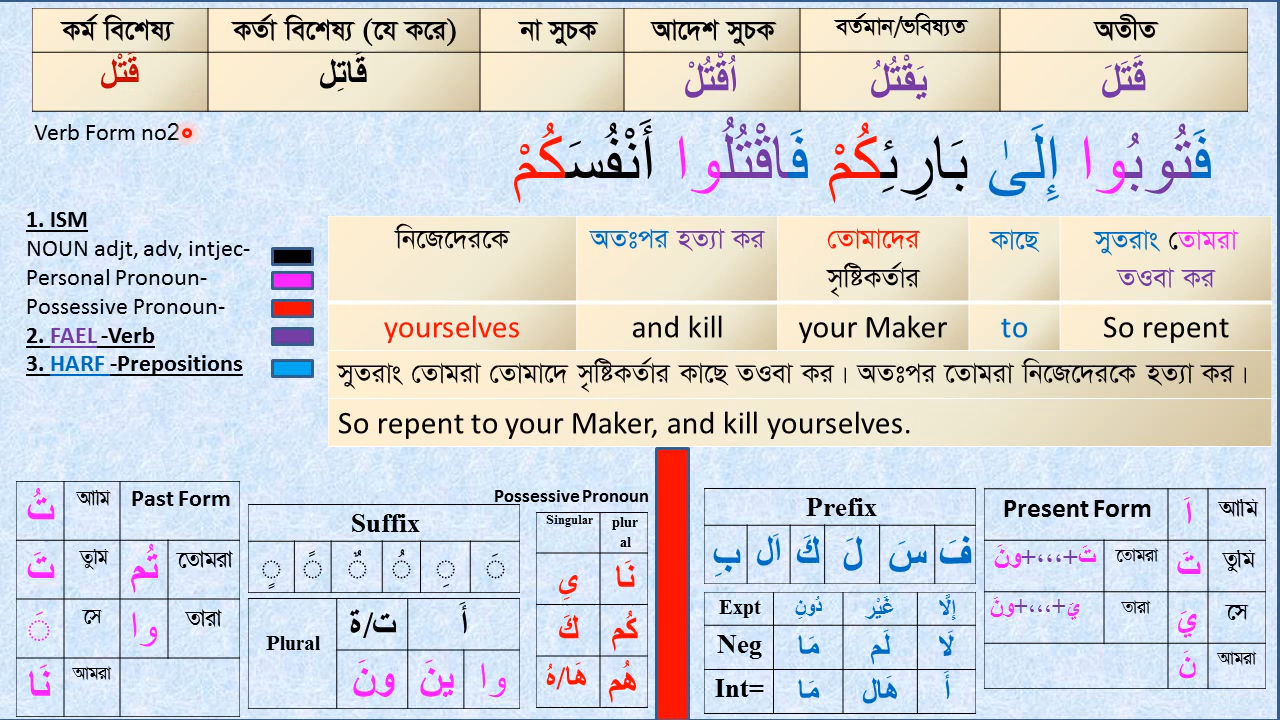 কর্ম বিশেষ্য কর্তা বিশেষ্য (যে করে) না সুচক আদেশ সুচক বর্তমান/ভবিষ্যত অতীত
قَتْل قَاتِل اُقْتُلْ يَقْتُلُ قَتَلَ
Verb Form no2
فَتُوبُوا إِلَىٰ بَارِئِكُمْ فَاقْتُلُوا أَنْفُسَكُمْ
1. ISM
NOUN adjt, adv, intjec-
Personal Pronoun-
Possessive Pronoun-
2. FAEL -Verb
3. HARF -Prepositions
নিজেদেরকে অতঃপর হত্যা কর তোমাদের কাছে সুতরাং তোমরা
সৃষ্টিকর্তার তওবা কর
yourselves and kill your Maker to So repent
সুতরাং তোমরা তোমাদে সৃষ্টিকর্তার কাছে তওবা কর। অতঃপর তোমরা নিজেদেরকে হত্যা কর।
So repent to your Maker, and kill yourselves.
تُ আমি Past Form
تَ তুমি تُم তোমরা
سে وا তারা
نَا আমরা
Suffix
Plural أ ت/ة
وا ينَ ونَ
Possessive Pronoun
Singular plur
al
ي نَا
كَ كُم
هَا/هُ هُم
Prefix
بِ اَل كَ لَ سَ فَ
Expt دُونِ غَيْر إِلَّا
Neg مَا لَم لَا
Int= مَا هَال أَ
Present Form اَ আমি
تَ+،،،+ونَ তোমরা تَ তুমি
يَ+،،،+ونَ তারা يَ সে
نَ আমরা